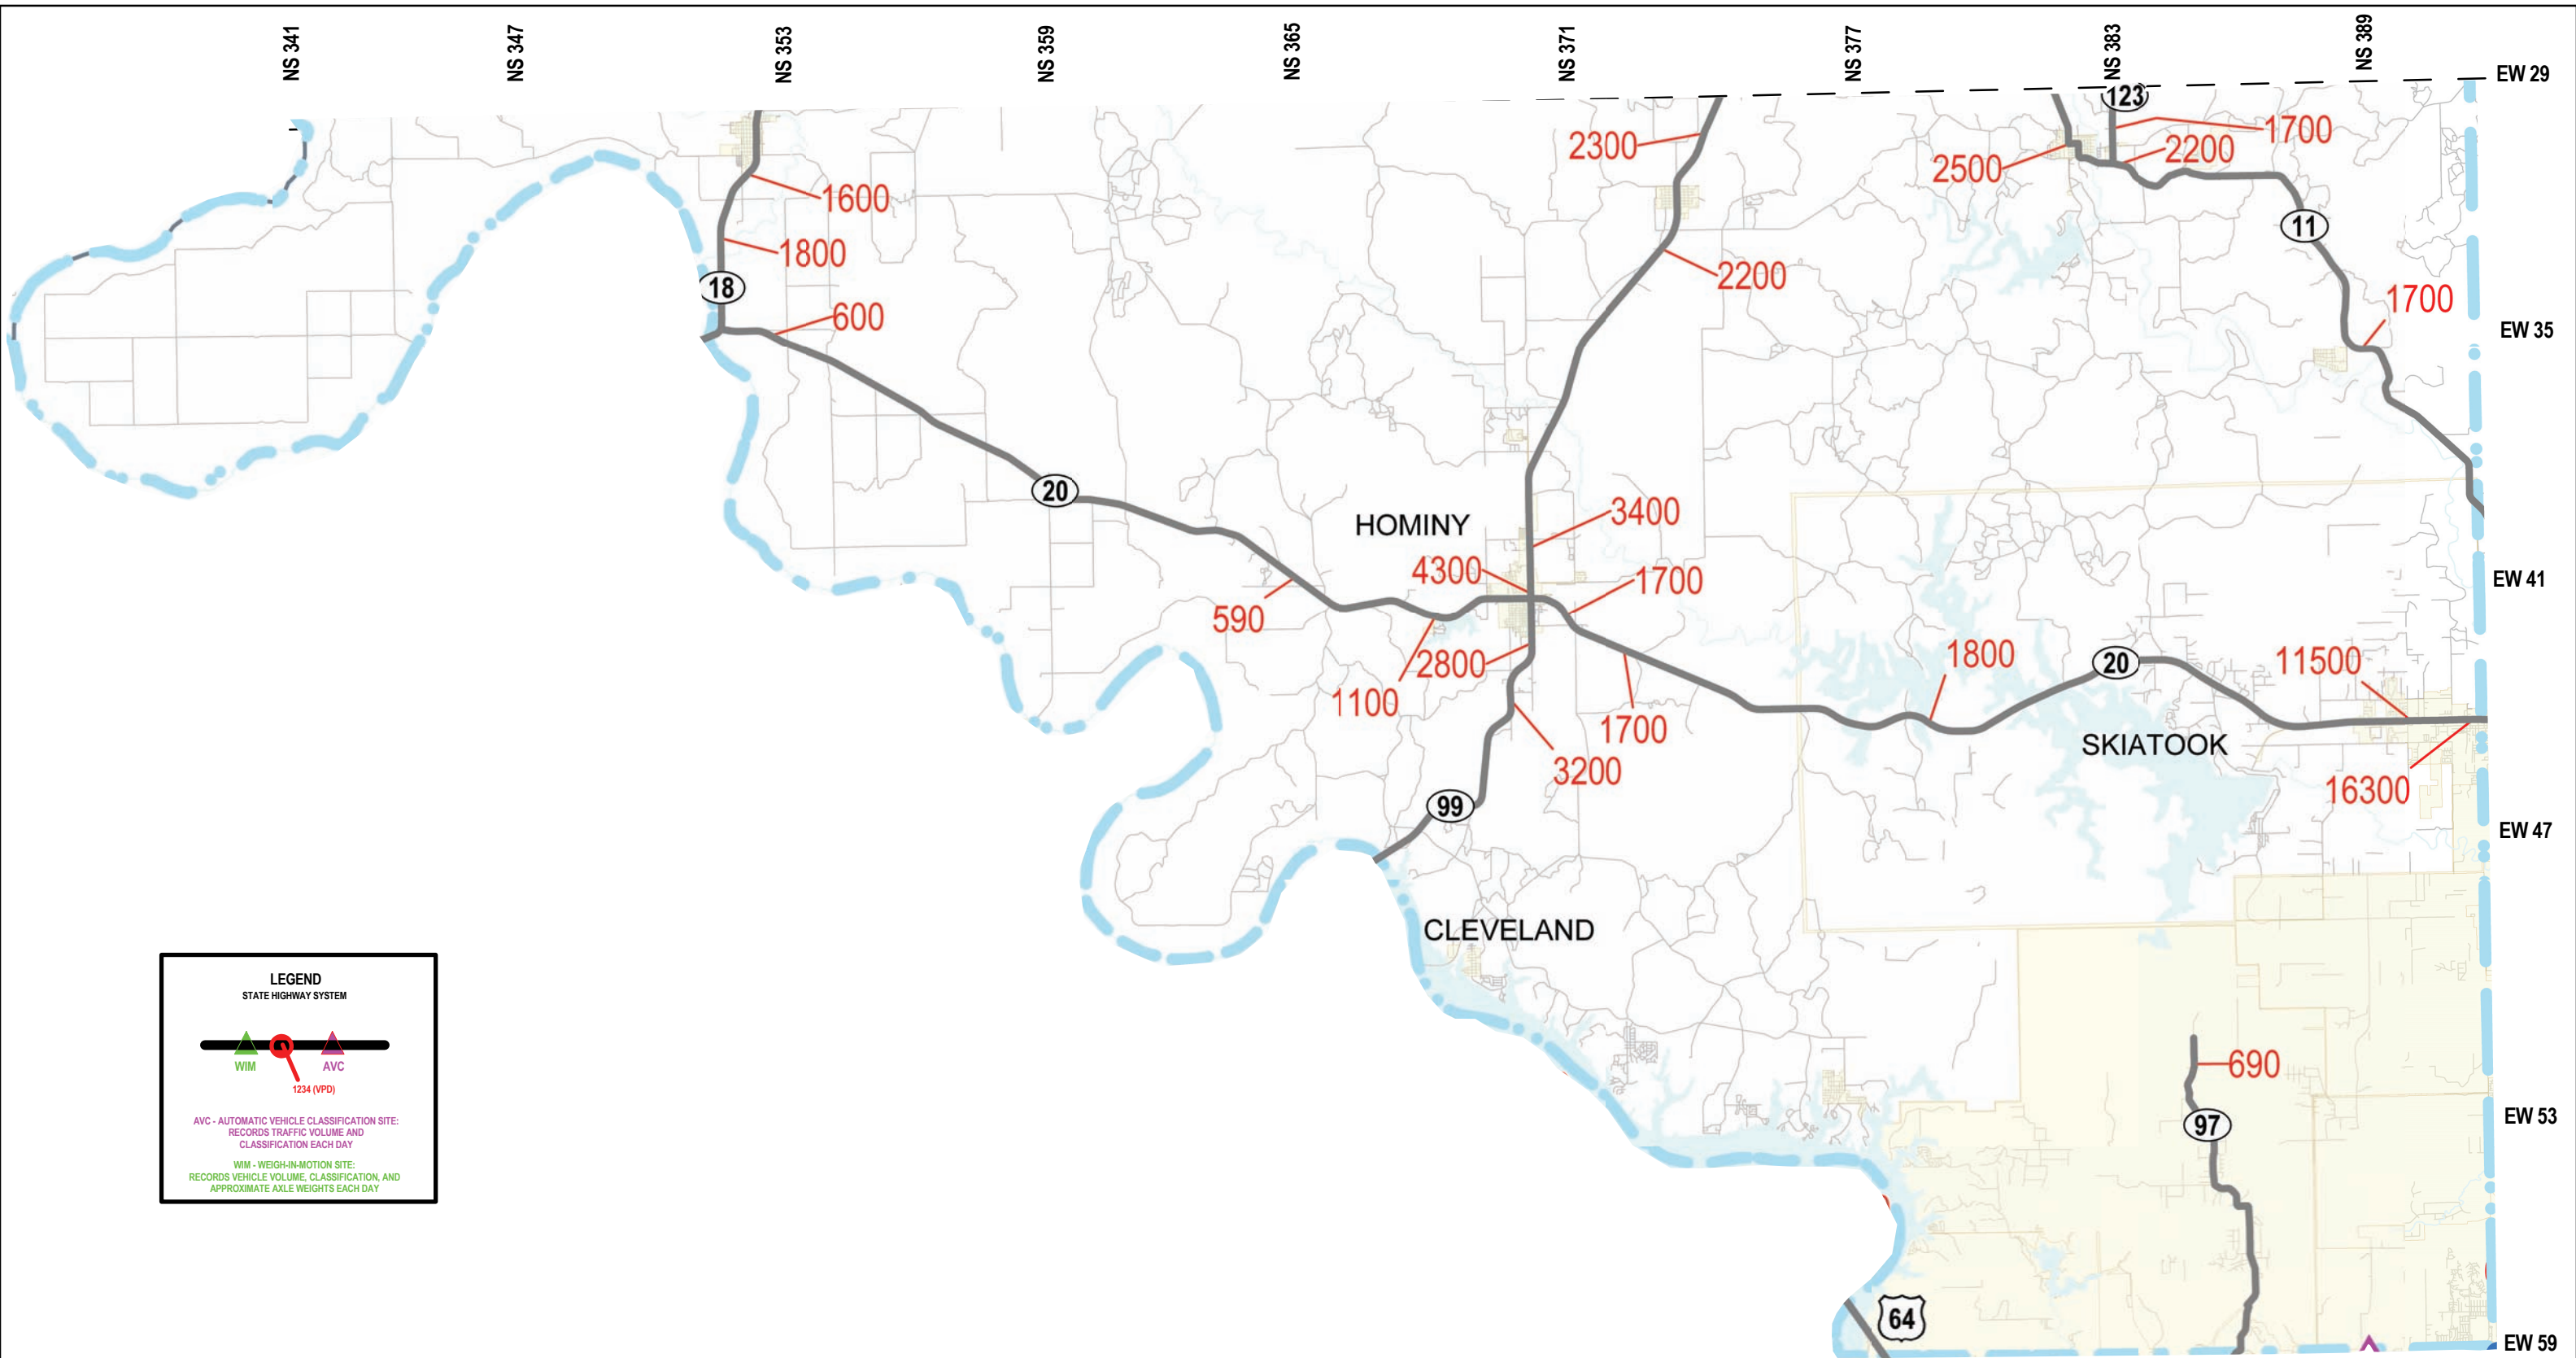 NS 341
NS 347
NS 353
NS 359
NS 365
NS 371
NS 377
NS 383
NS 389
EW 29
123
1700
2300
2200
2500
1600
11
1800
2200
18
1700
600
EW 35
20
3400
HOMINY
4300
1700
EW 41
590
1800
20
11500
2800
1100
1700
SKIATOOK
3200
16300
99
EW 47
CLEVELAND
LEGEND
STATE HIGHWAY SYSTEM
WIM
AVC
1234 (VPD)
AVC - AUTOMATIC VEHICLE CLASSIFICATION SITE:
RECORDS TRAFFIC VOLUME AND
CLASSIFICATION EACH DAY
WIM - WEIGH-IN-MOTION SITE:
RECORDS VEHICLE VOLUME, CLASSIFICATION, AND
APPROXIMATE AXLE WEIGHTS EACH DAY
690
97
EW 53
64
EW 59